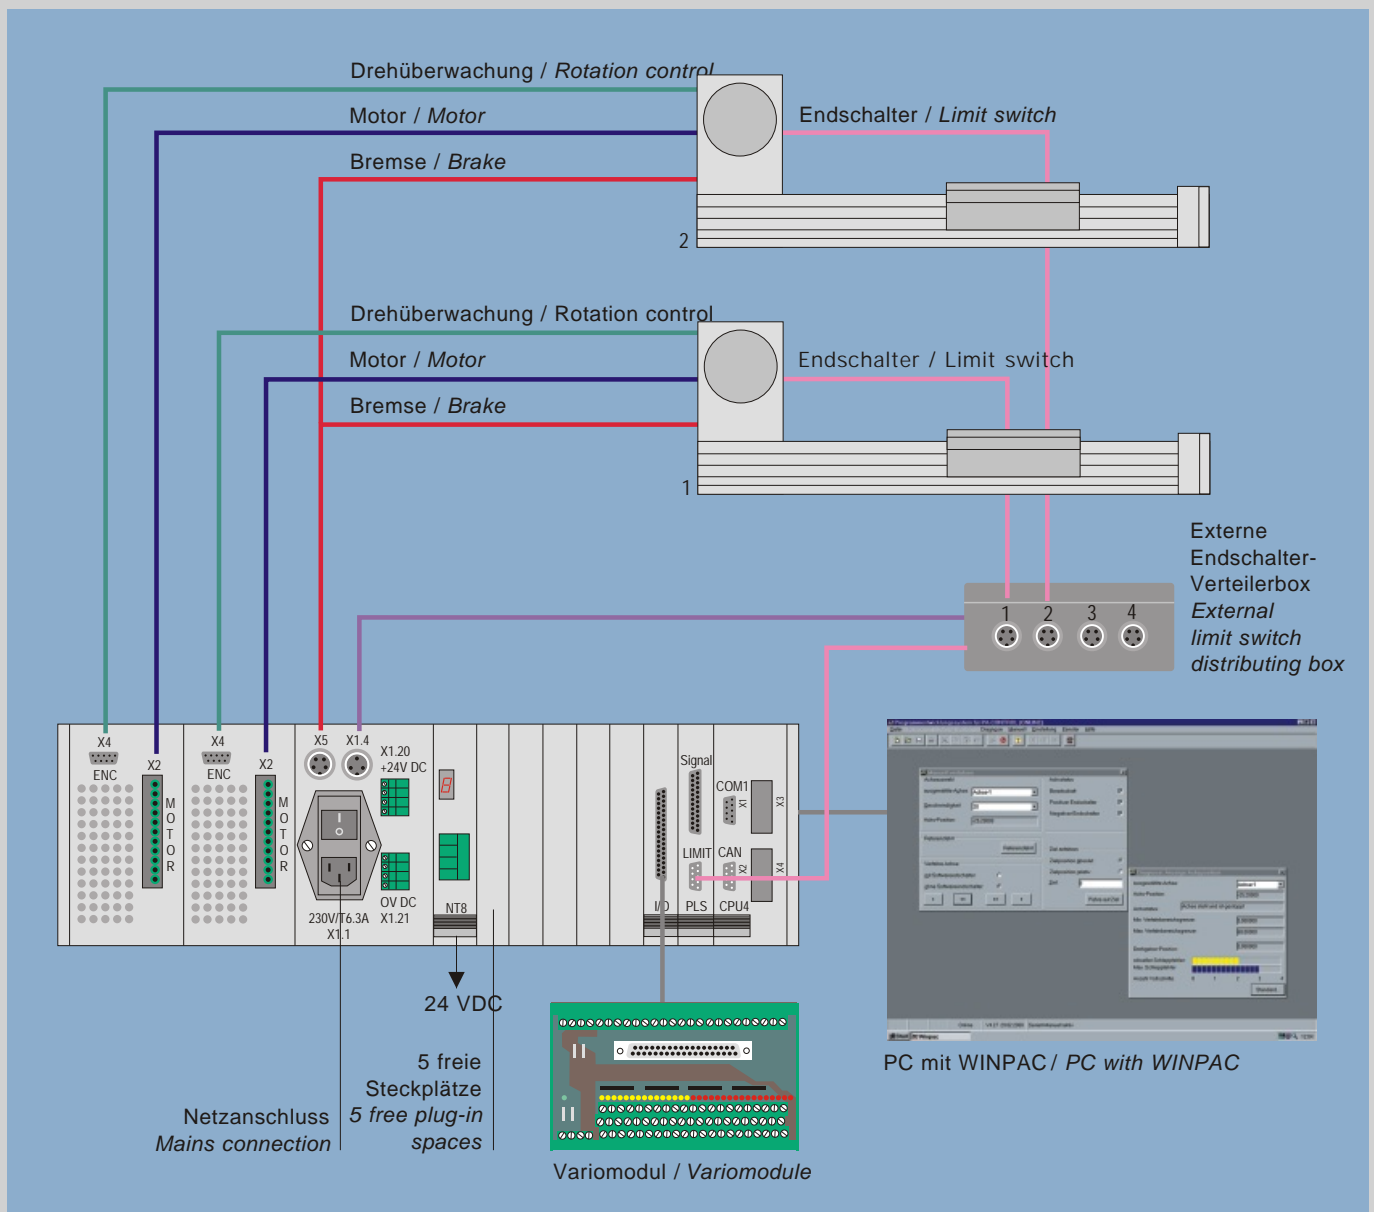 Drehüberwachung / Rotation control
Motor / Motor
Endschalter / Limit switch
Bremse / Brake
2
Drehüberwachung / Rotation control
Motor / Motor
Endschalter / Limit switch
Bremse / Brake
1
Externe
Endschalter-
Verteilerbox
External
limit switch
distributing box
1 2 3 4
X4
ENC
X2
MOTOR
X4
ENC
X2
MOTOR
X5
X1.4
X1.20
+24V DC
OV DC
X1.21
230V/T6.3A
X1.1
NT8
24 VDC
I/O
Signal
LIMIT
PLS
COM1
X1
CAN
X2
CPU4
X3
X4
5 freie
Steckplätze
5 free plug-in
spaces
Netzanschluss
Mains connection
Variomodul / Variomodule
PC mit WINPAC / PC with WINPAC